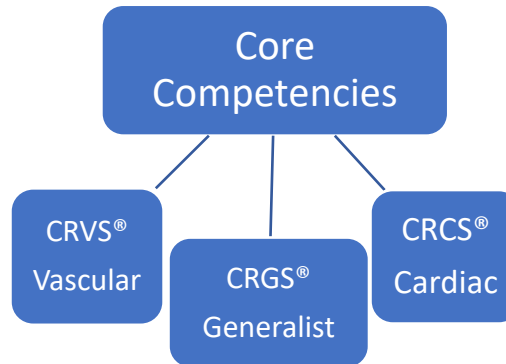 Core
Competencies
CRVS®
Vascular
CRGS®
Generalist
CRCS®
Cardiac